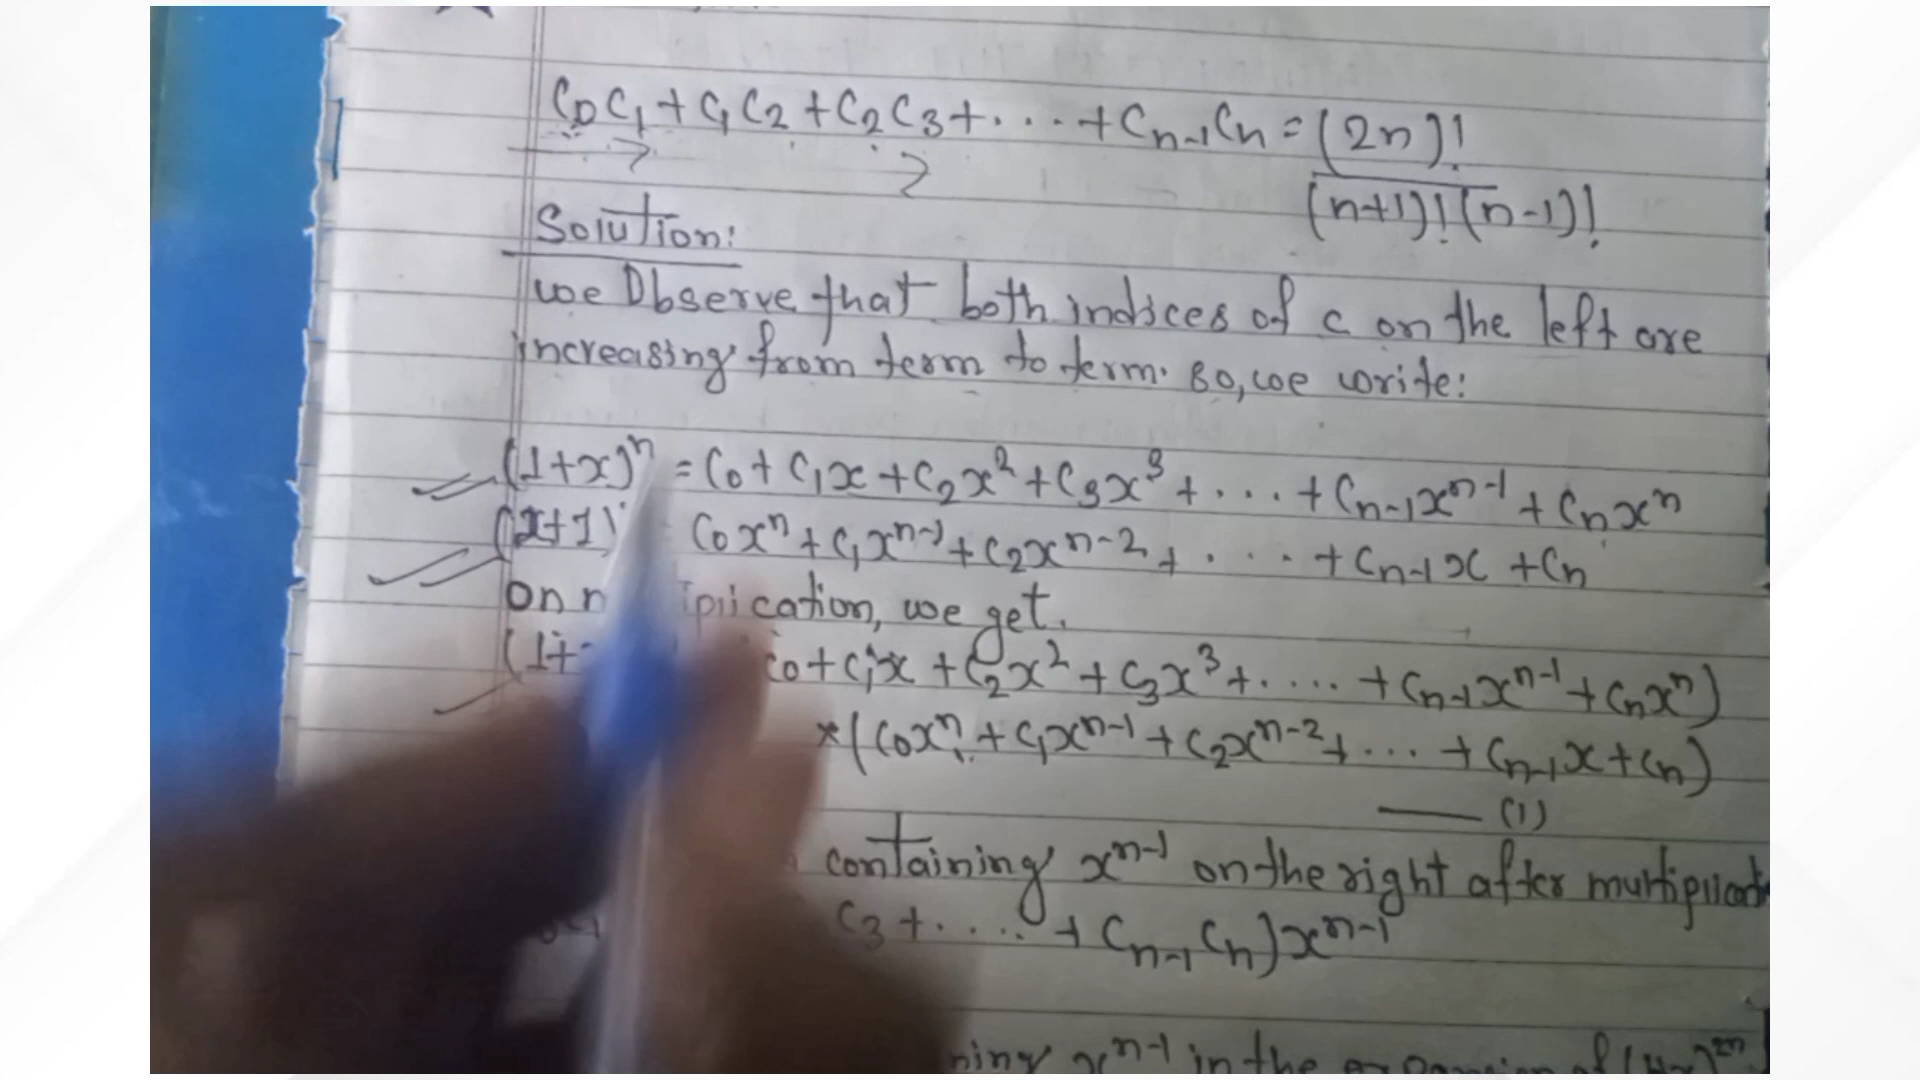 C0C1 + C1C2 + C2C3 + .... + Cn-1Cn = (2n)!
(n+1)! (n-1)!
Solution:
we Observe that both indices of c on the left are
increasing from term to term. so, we write:
(1+x)^n = C0 + C1x + C2x^2 + C3x^3 + .... + Cn-1x^n-1 + Cnx^n
(x+1) C0x^n + C1x^n-1 + C2x^n-2 + .... + Cn-1x + Cn
On we get.
(1+ C0 + C1x + C2x^2 + C3x^3 + ..... + Cn-1x^n-1 + Cnx^n)
*(C0x^n + C1x^n-1 + C2x^n-2 + .... + Cn-1x + Cn)
—— (1)
containing x^n-1 on the right after
C3 + ..... + Cn-1Cn)x^n-1
x^n-1 in the